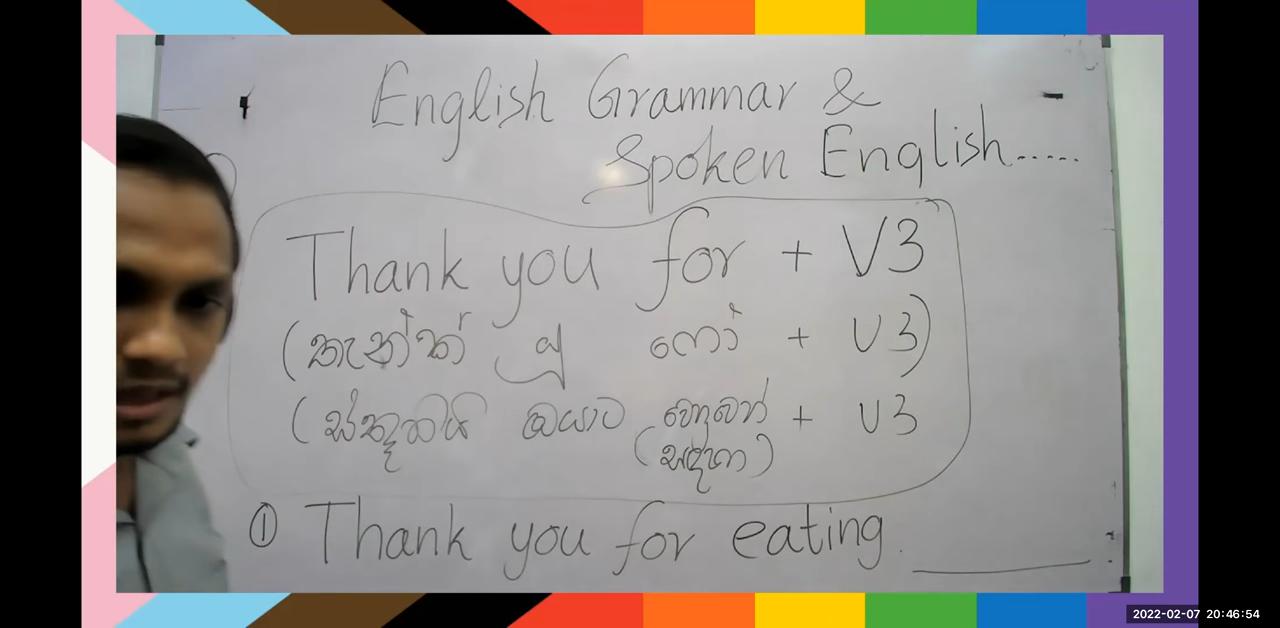 English Grammar &
Spoken English.....
Thank you for + V3
(තෑන්ක් යු ෆෝ + V3)
(ස්තූතියි ඔයාට වෙනුවෙන් + V3
(සඳහා)
① Thank you for eating.
2022-02-07 20:46:54